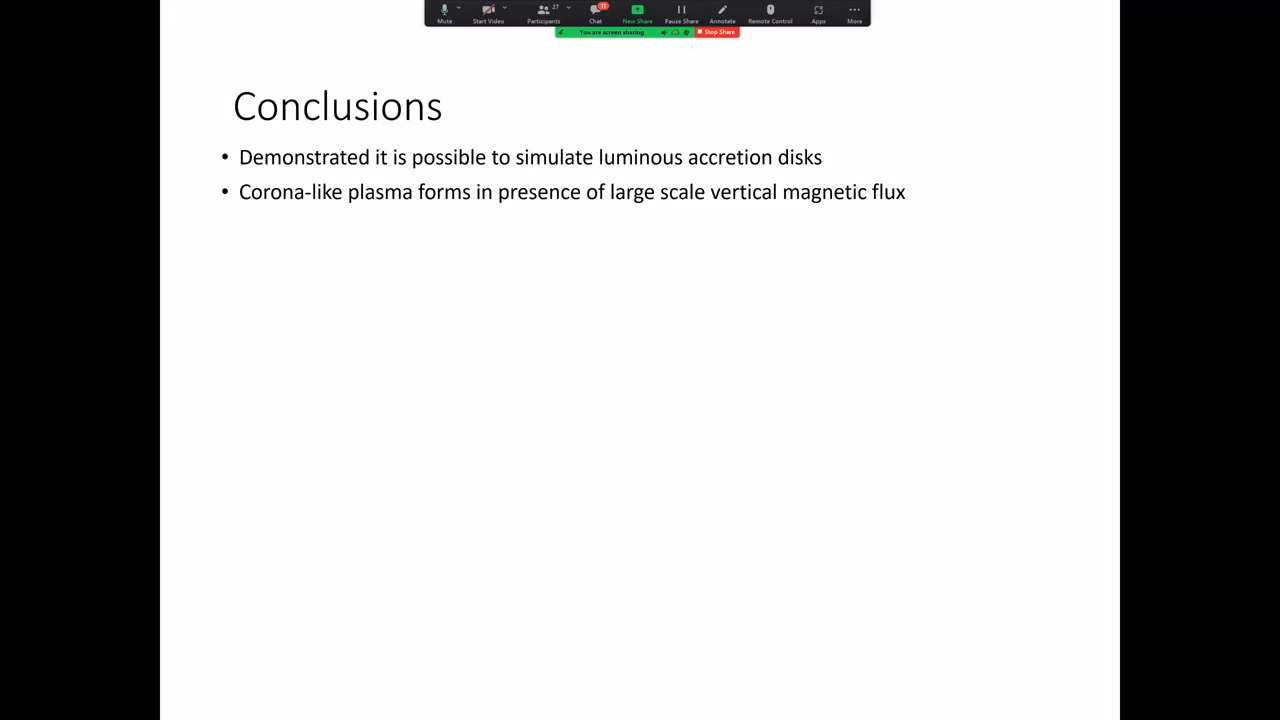 Mute
Start Video
27
Participants
11
Chat
New Share
Pause Share
Annotate
Remote Control
Apps
More
You are screen sharing
Stop Share
Conclusions
• Demonstrated it is possible to simulate luminous accretion disks
• Corona-like plasma forms in presence of large scale vertical magnetic flux